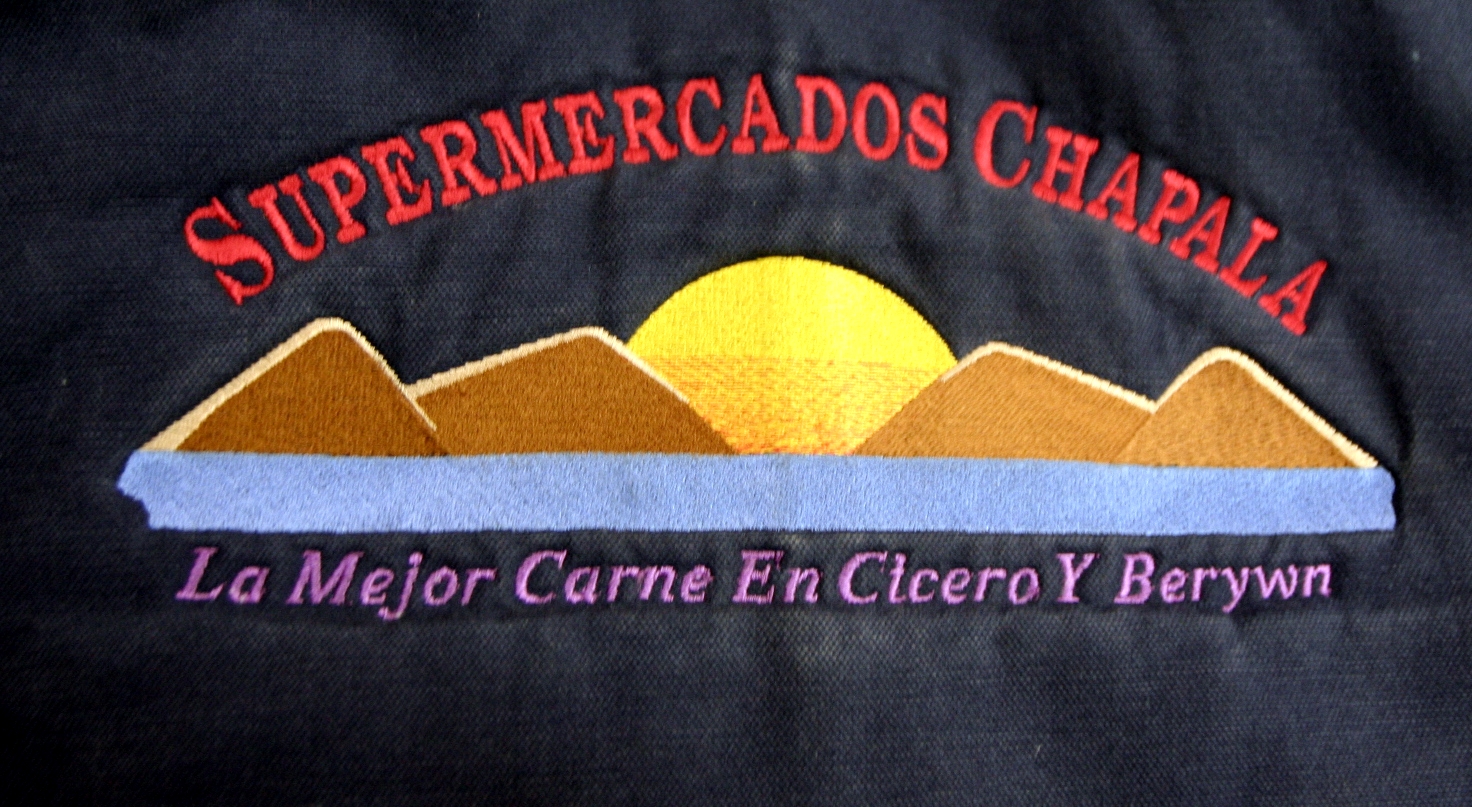 SUPERMERCADOS CHAPALA
La Mejor Carne En Cicero Y Berywn